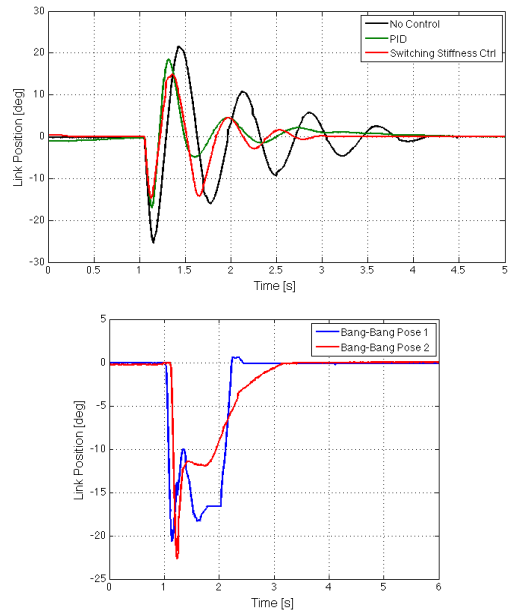 30
20
10
0
-10
-20
-30
Link Position [deg]
No Control
PID
Switching Stiffness Ctrl
0 0.5 1 1.5 2 2.5 3 3.5 4 4.5 5
Time [s]
5
0
-5
-10
-15
-20
-25
Link Position [deg]
Bang-Bang Pose 1
Bang-Bang Pose 2
0 1 2 3 4 5 6
Time [s]